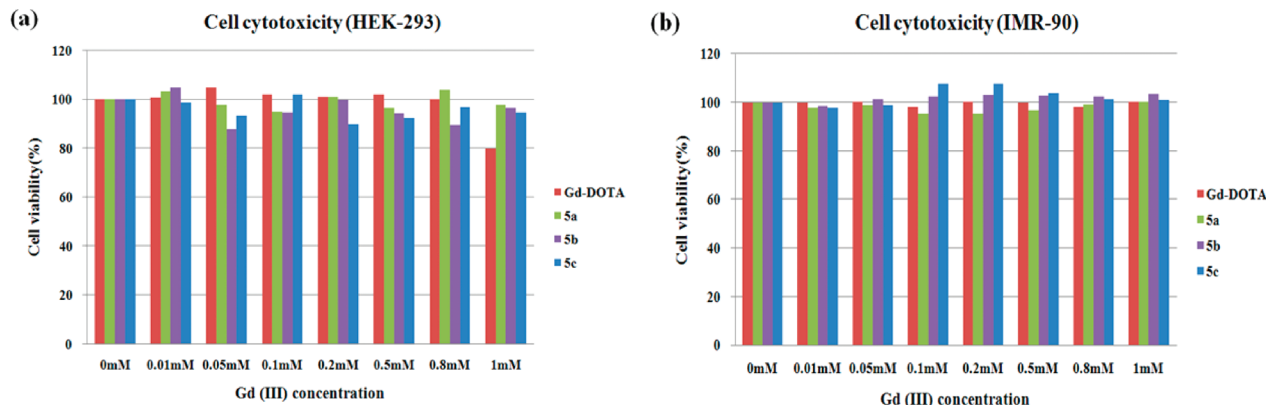 (a)
Cell cytotoxicity (HEK-293)
120
100
80
60
40
20
0
Cell viability(%)
0mM 0.01mM 0.05mM 0.1mM 0.2mM 0.5mM 0.8mM 1mM
Gd (III) concentration
Gd-DOTA
5a
5b
5c
(b)
Cell cytotoxicity (IMR-90)
120
100
80
60
40
20
0
Cell viability(%)
0mM 0.01mM 0.05mM 0.1mM 0.2mM 0.5mM 0.8mM 1mM
Gd (III) concentration
Gd-DOTA
5a
5b
5c